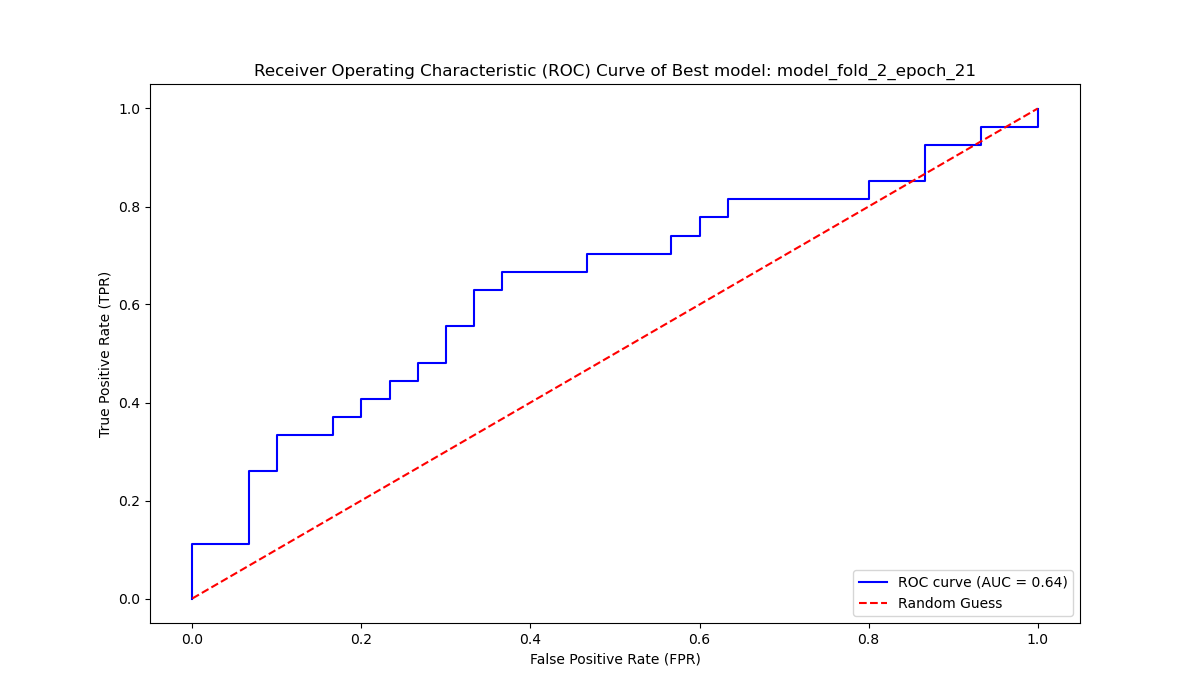 Receiver Operating Characteristic (ROC) Curve of Best model: model_fold_2_epoch_21
True Positive Rate (TPR)
1.0
0.8
0.6
0.4
0.2
0.0
ROC curve (AUC = 0.64)
Random Guess
0.0 0.2 0.4 0.6 0.8 1.0
False Positive Rate (FPR)